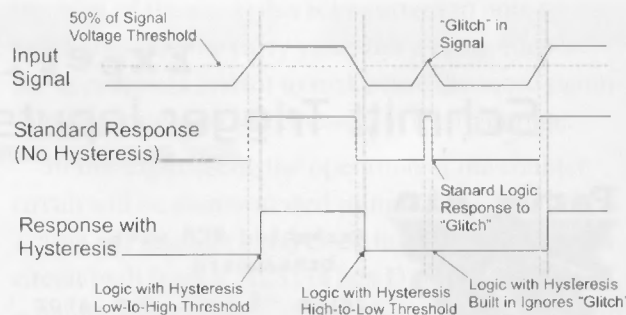 50% of Signal
Voltage Threshold
"Glitch" in
Signal
Input
Signal
Standard Response
(No Hysteresis)
Stanard Logic
Response to
"Glitch"
Response with
Hysteresis
Logic with Hysteresis
Low-to-High Threshold
Logic with Hysteresis
High-to-Low Threshold
Logic with Hysteresis
Built in Ignores "Glitch"